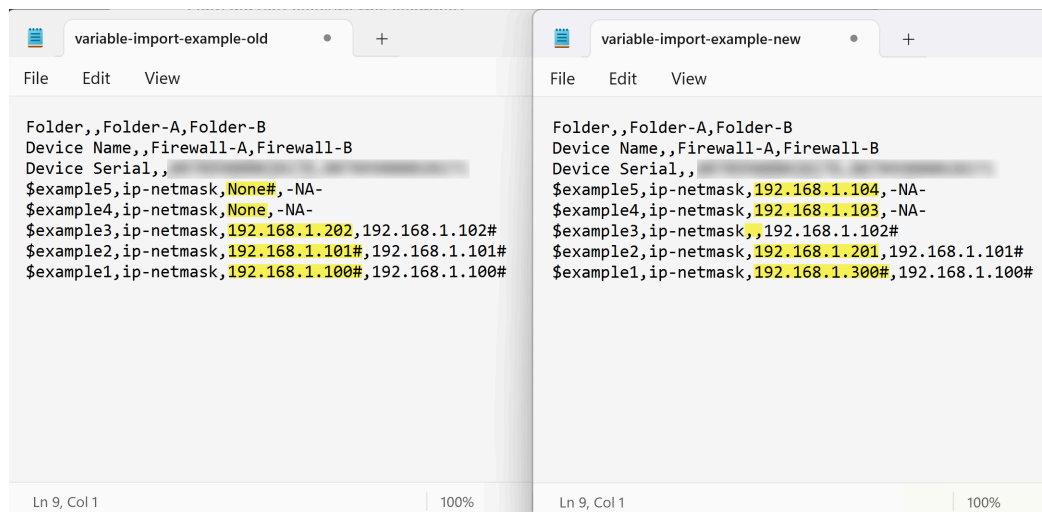 variable-import-example-old
File Edit View
Folder,,Folder-A,Folder-B
Device Name,,Firewall-A,Firewall-B
Device Serial,,
$example5,ip-netmask,None#,-NA-
$example4,ip-netmask,None,-NA-
$example3,ip-netmask,192.168.1.202,192.168.1.102#
$example2,ip-netmask,192.168.1.101#,192.168.1.101#
$example1,ip-netmask,192.168.1.100#,192.168.1.100#
Ln 9, Col 1 100%
variable-import-example-new
File Edit View
Folder,,Folder-A,Folder-B
Device Name,,Firewall-A,Firewall-B
Device Serial,,
$example5,ip-netmask,192.168.1.104,-NA-
$example4,ip-netmask,192.168.1.103,-NA-
$example3,ip-netmask,,192.168.1.102#
$example2,ip-netmask,192.168.1.201,192.168.1.101#
$example1,ip-netmask,192.168.1.300#,192.168.1.100#
Ln 9, Col 1 100%